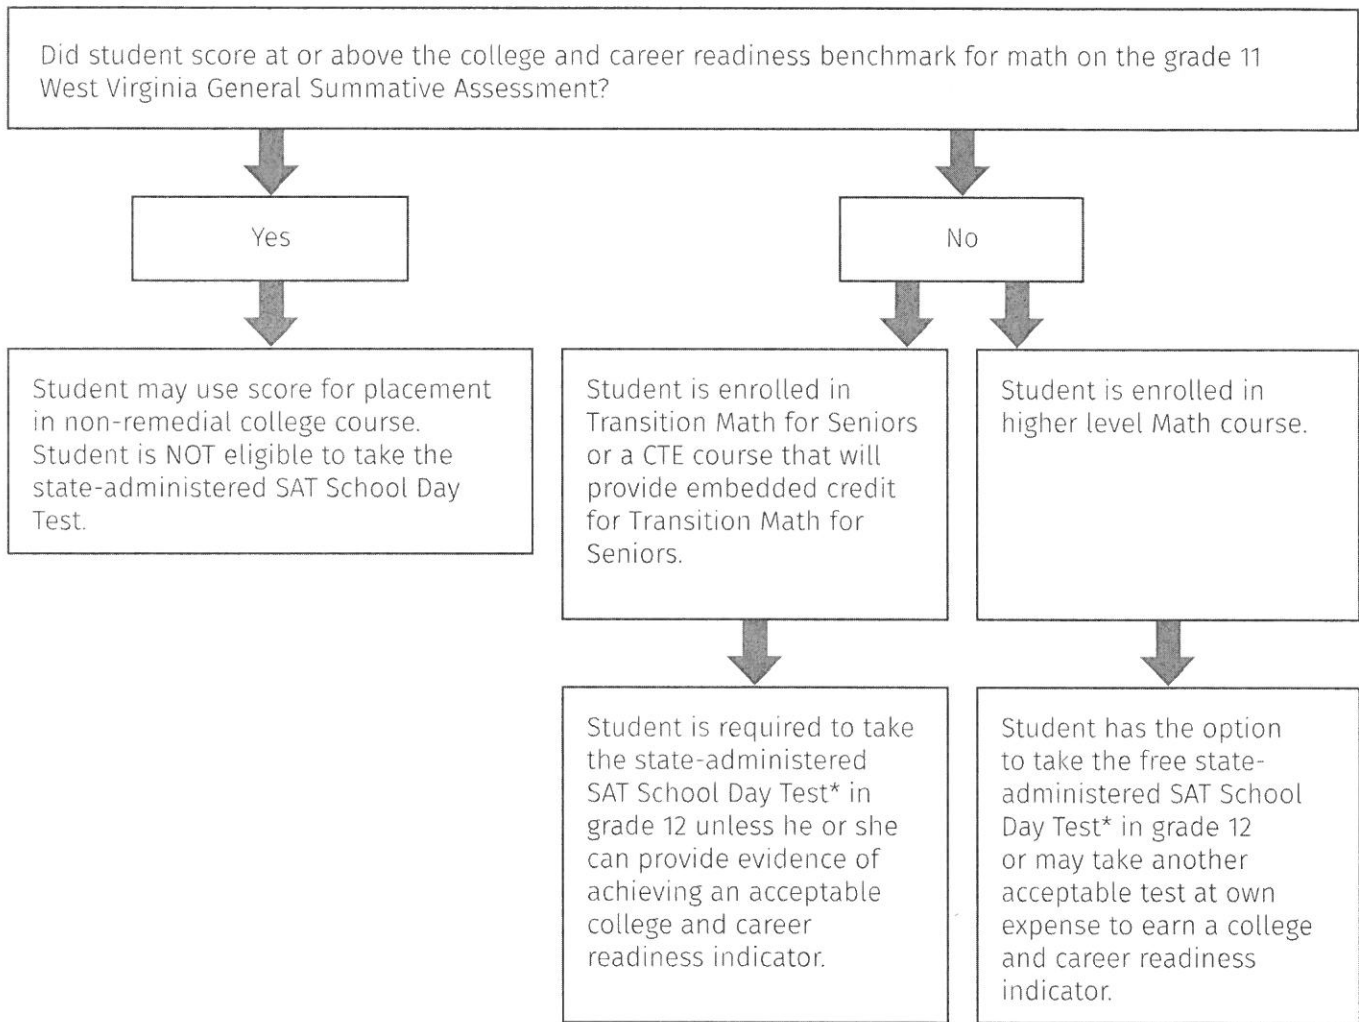 Did student score at or above the college and career readiness benchmark for math on the grade 11
West Virginia General Summative Assessment?
Yes
No
Student may use score for placement
in non-remedial college course.
Student is NOT eligible to take the
state-administered SAT School Day
Test.
Student is enrolled in
Transition Math for Seniors
or a CTE course that will
provide embedded credit
for Transition Math for
Seniors.
Student is enrolled in
higher level Math course.
Student is required to take
the state-administered
SAT School Day Test* in
grade 12 unless he or she
can provide evidence of
achieving an acceptable
college and career
readiness indicator.
Student has the option
to take the free state-
administered SAT School
Day Test* in grade 12
or may take another
acceptable test at own
expense to earn a college
and career readiness
indicator.